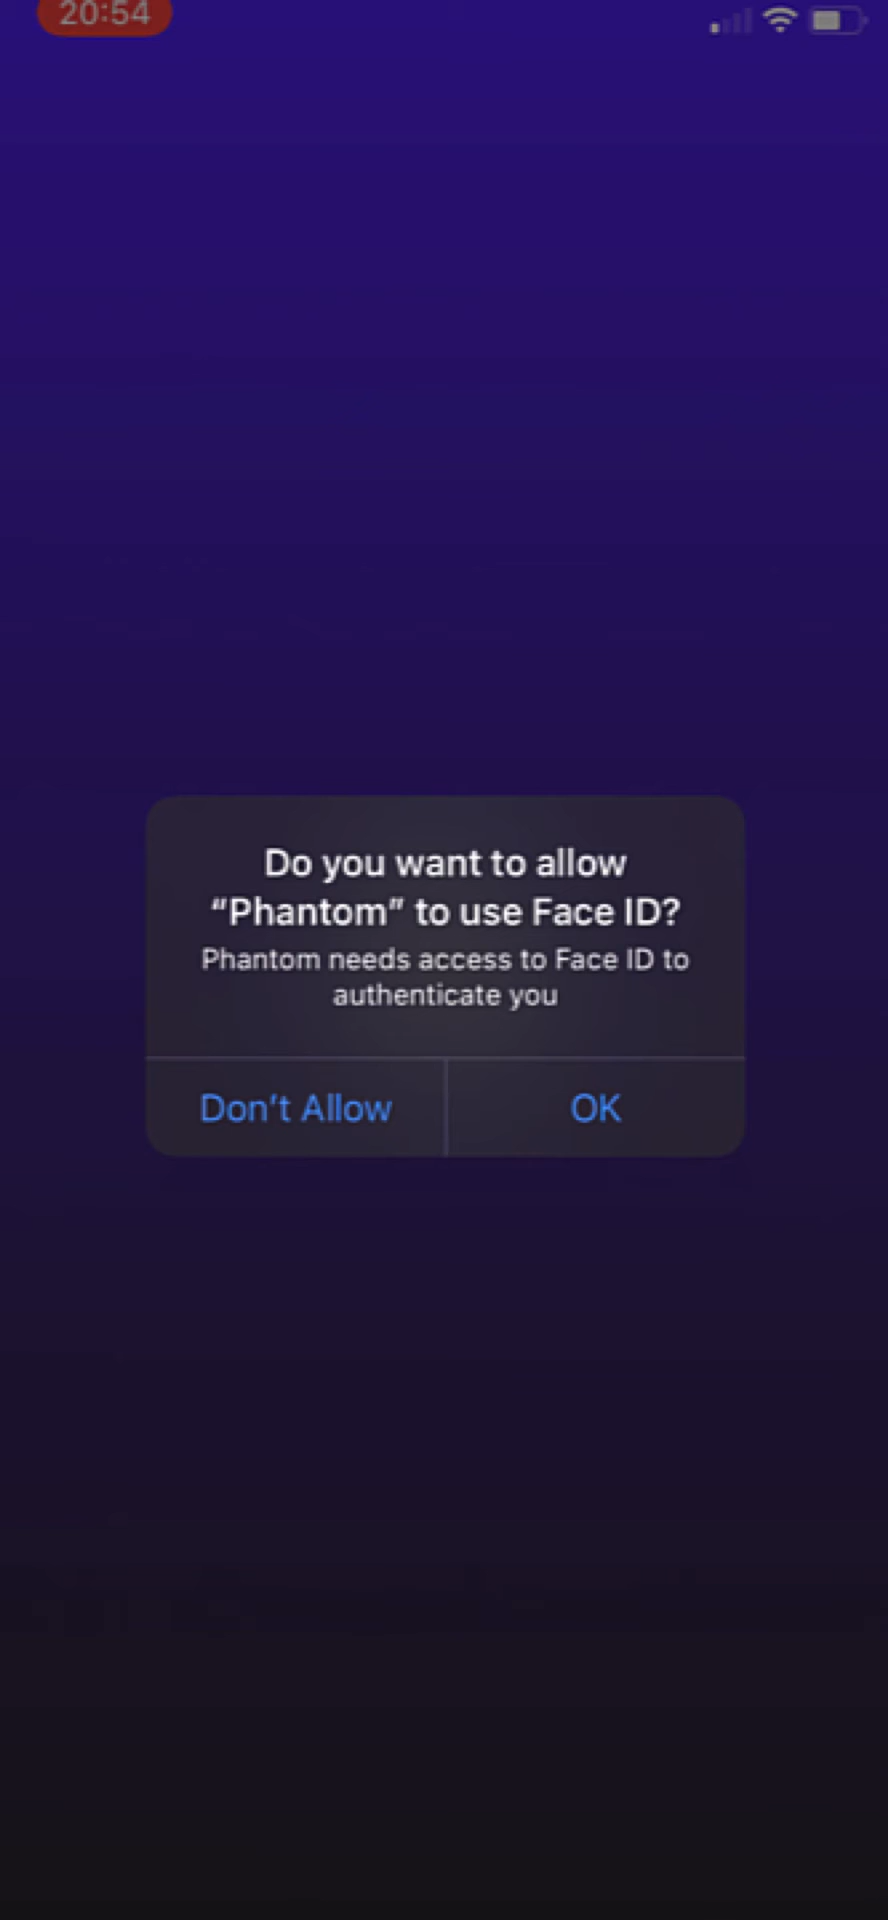 20:54
Do you want to allow
“Phantom” to use Face ID?
Phantom needs access to Face ID to
authenticate you
Don’t Allow
OK